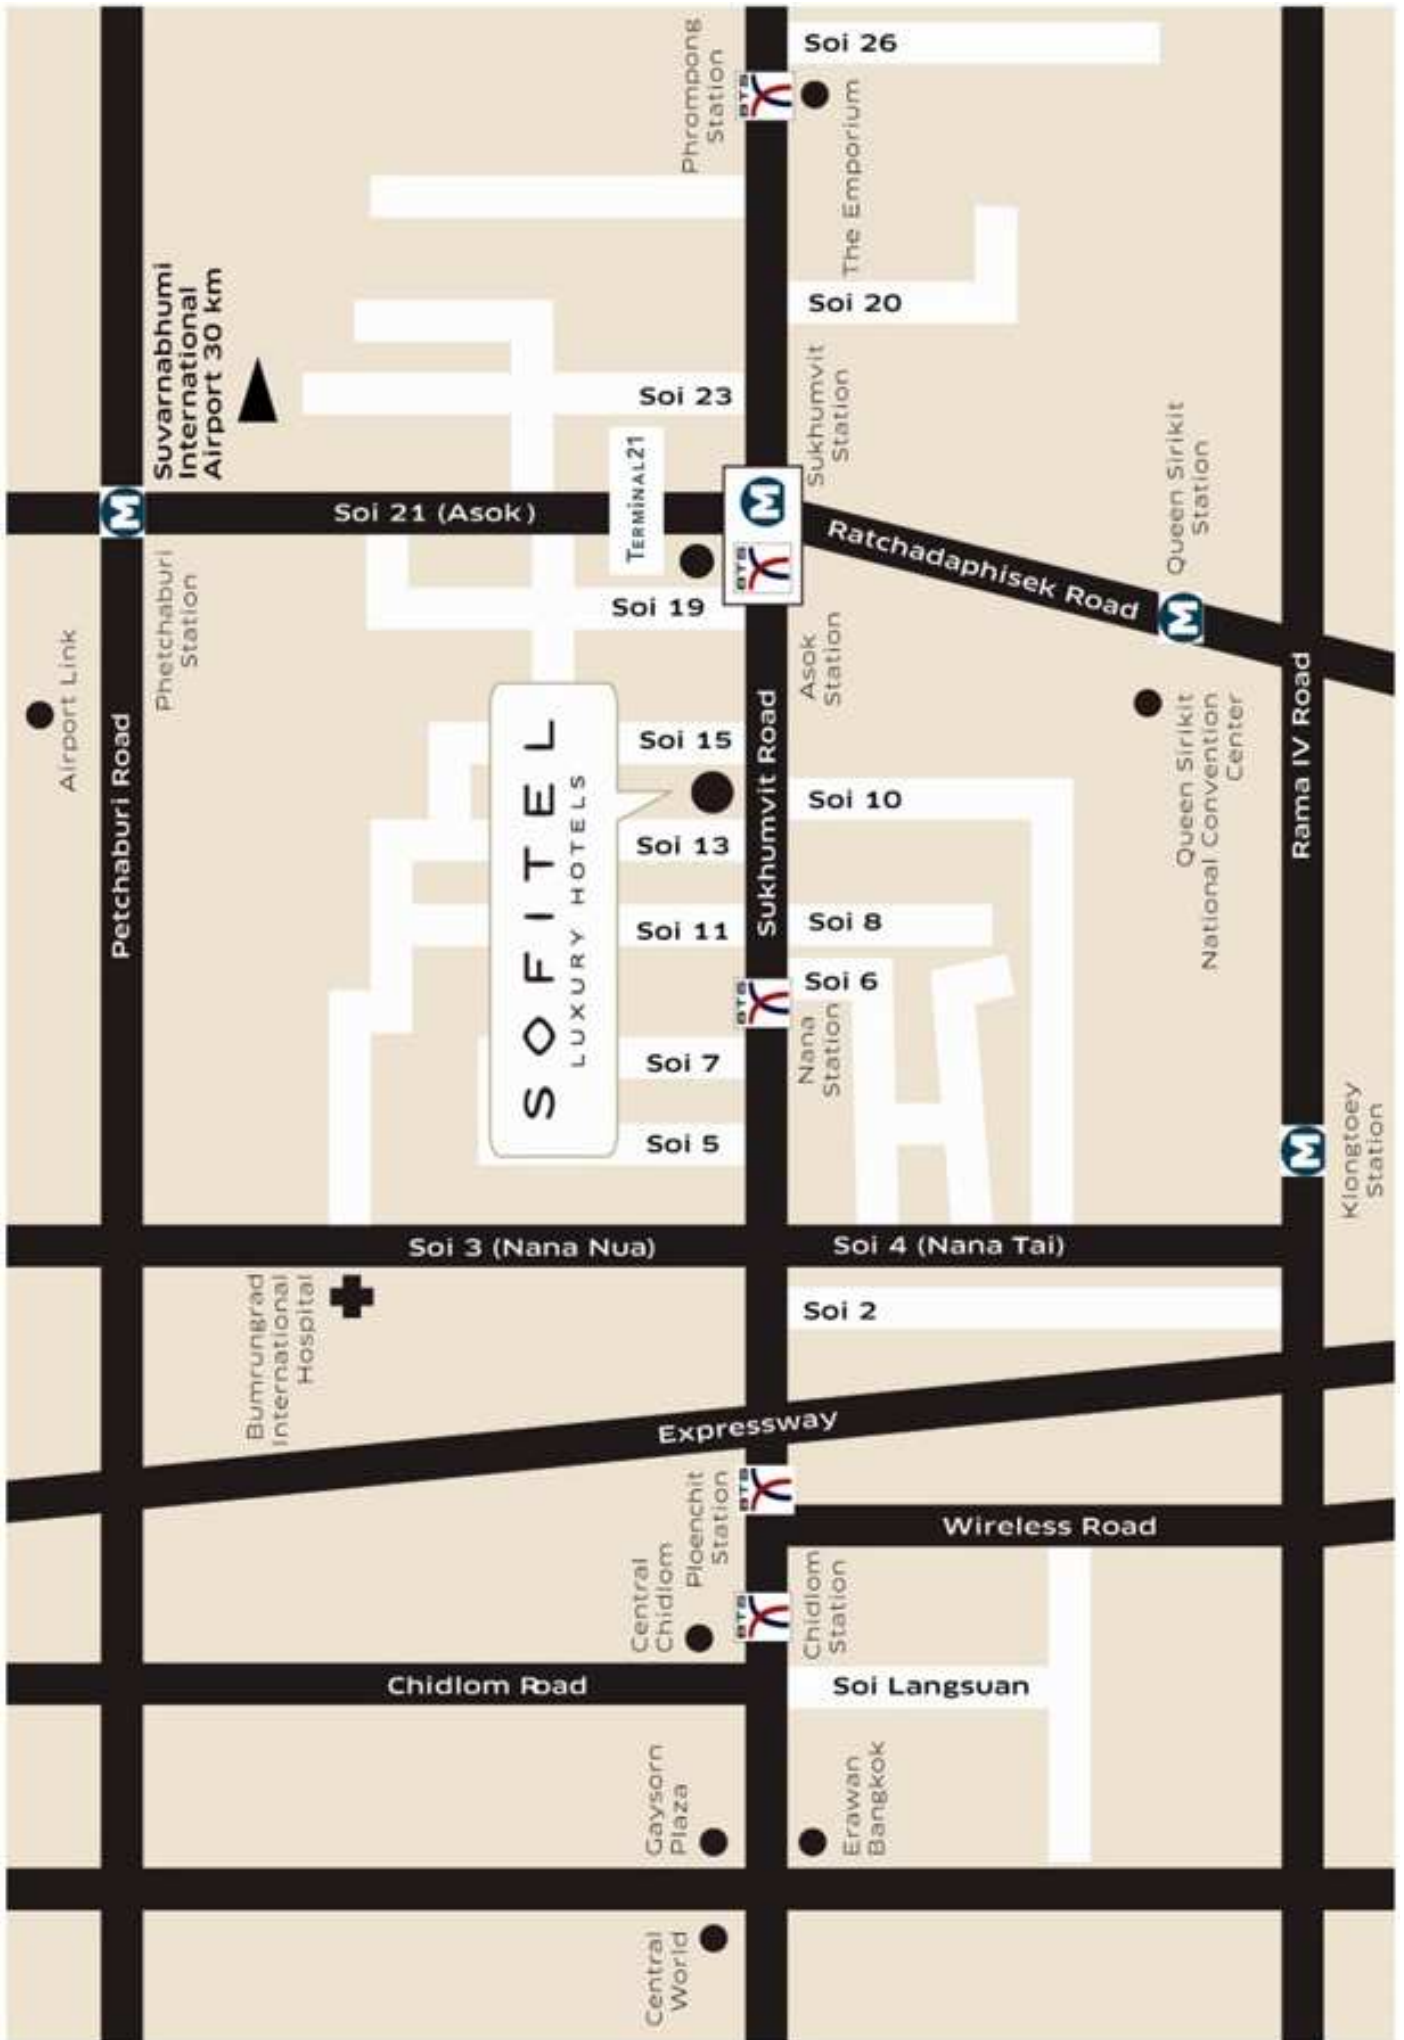 Soi 26
Phrompong
Station
BTS
The Emporium
Suvarnabhumi
International
Airport 30 km
Soi 20
Soi 23
Sukhumvit
Station
TERMiNAL21
M
Soi 21 (Asok)
M
BTS
Ratchadaphisek Road
Queen Sirikit
Station
M
Phetchaburi
Station
Airport Link
Soi 19
Asok
Station
Petchaburi Road
SOFITEL
LUXURY HOTELS
Soi 15
Sukhumvit Road
Soi 10
Queen Sirikit
National Convention
Center
Rama IV Road
Soi 13
Soi 11
Soi 8
Soi 6
BTS
Nana
Station
Soi 7
Soi 5
M
Klongtoey
Station
Soi 3 (Nana Nua)
Soi 4 (Nana Tai)
Bumrungrad
International
Hospital
Soi 2
Expressway
Ploenchit
Station
BTS
Wireless Road
Central
Chidlom
BTS
Chidlom
Station
Chidlom Road
Soi Langsuan
Gaysorn
Plaza
Erawan
Bangkok
Central
World